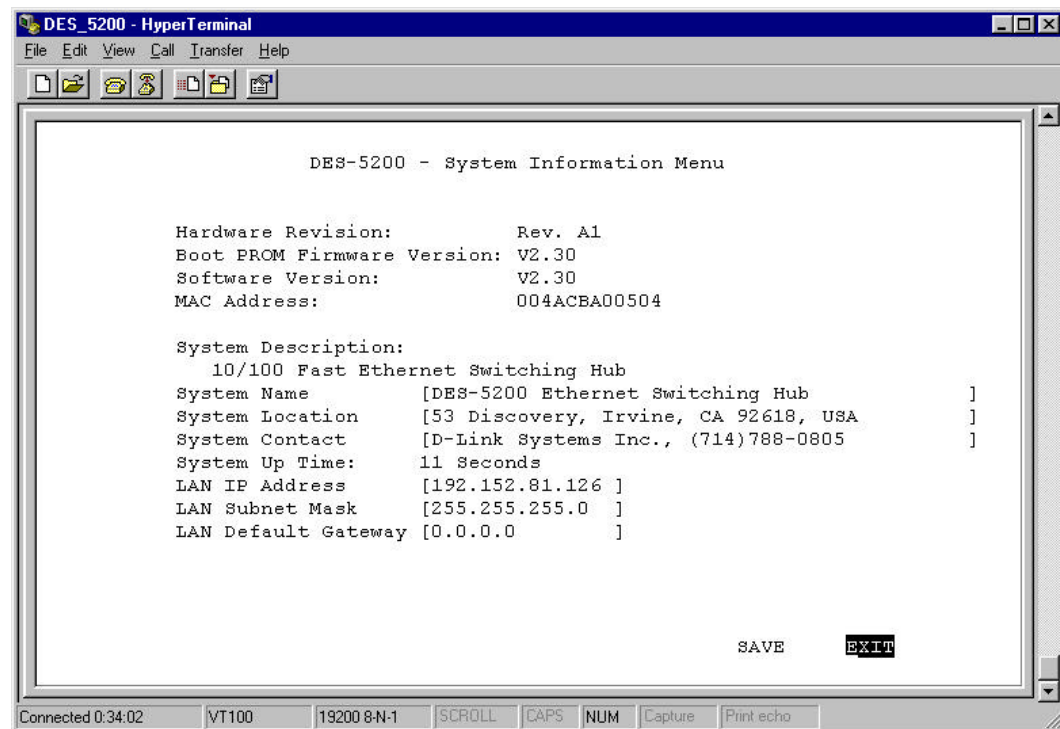 DES_5200 - HyperTerminal
File Edit View Call Transfer Help
DES-5200 - System Information Menu
Hardware Revision: Rev. A1
Boot PROM Firmware Version: V2.30
Software Version: V2.30
MAC Address: 004ACBA00504
System Description:
10/100 Fast Ethernet Switching Hub
System Name [DES-5200 Ethernet Switching Hub ]
System Location [53 Discovery, Irvine, CA 92618, USA ]
System Contact [D-Link Systems Inc., (714)788-0805 ]
System Up Time: 11 Seconds
LAN IP Address [192.152.81.126 ]
LAN Subnet Mask [255.255.255.0 ]
LAN Default Gateway [0.0.0.0 ]
SAVE EXIT
Connected 0:34:02 VT100 19200 8-N-1 SCROLL CAPS NUM Capture Print echo